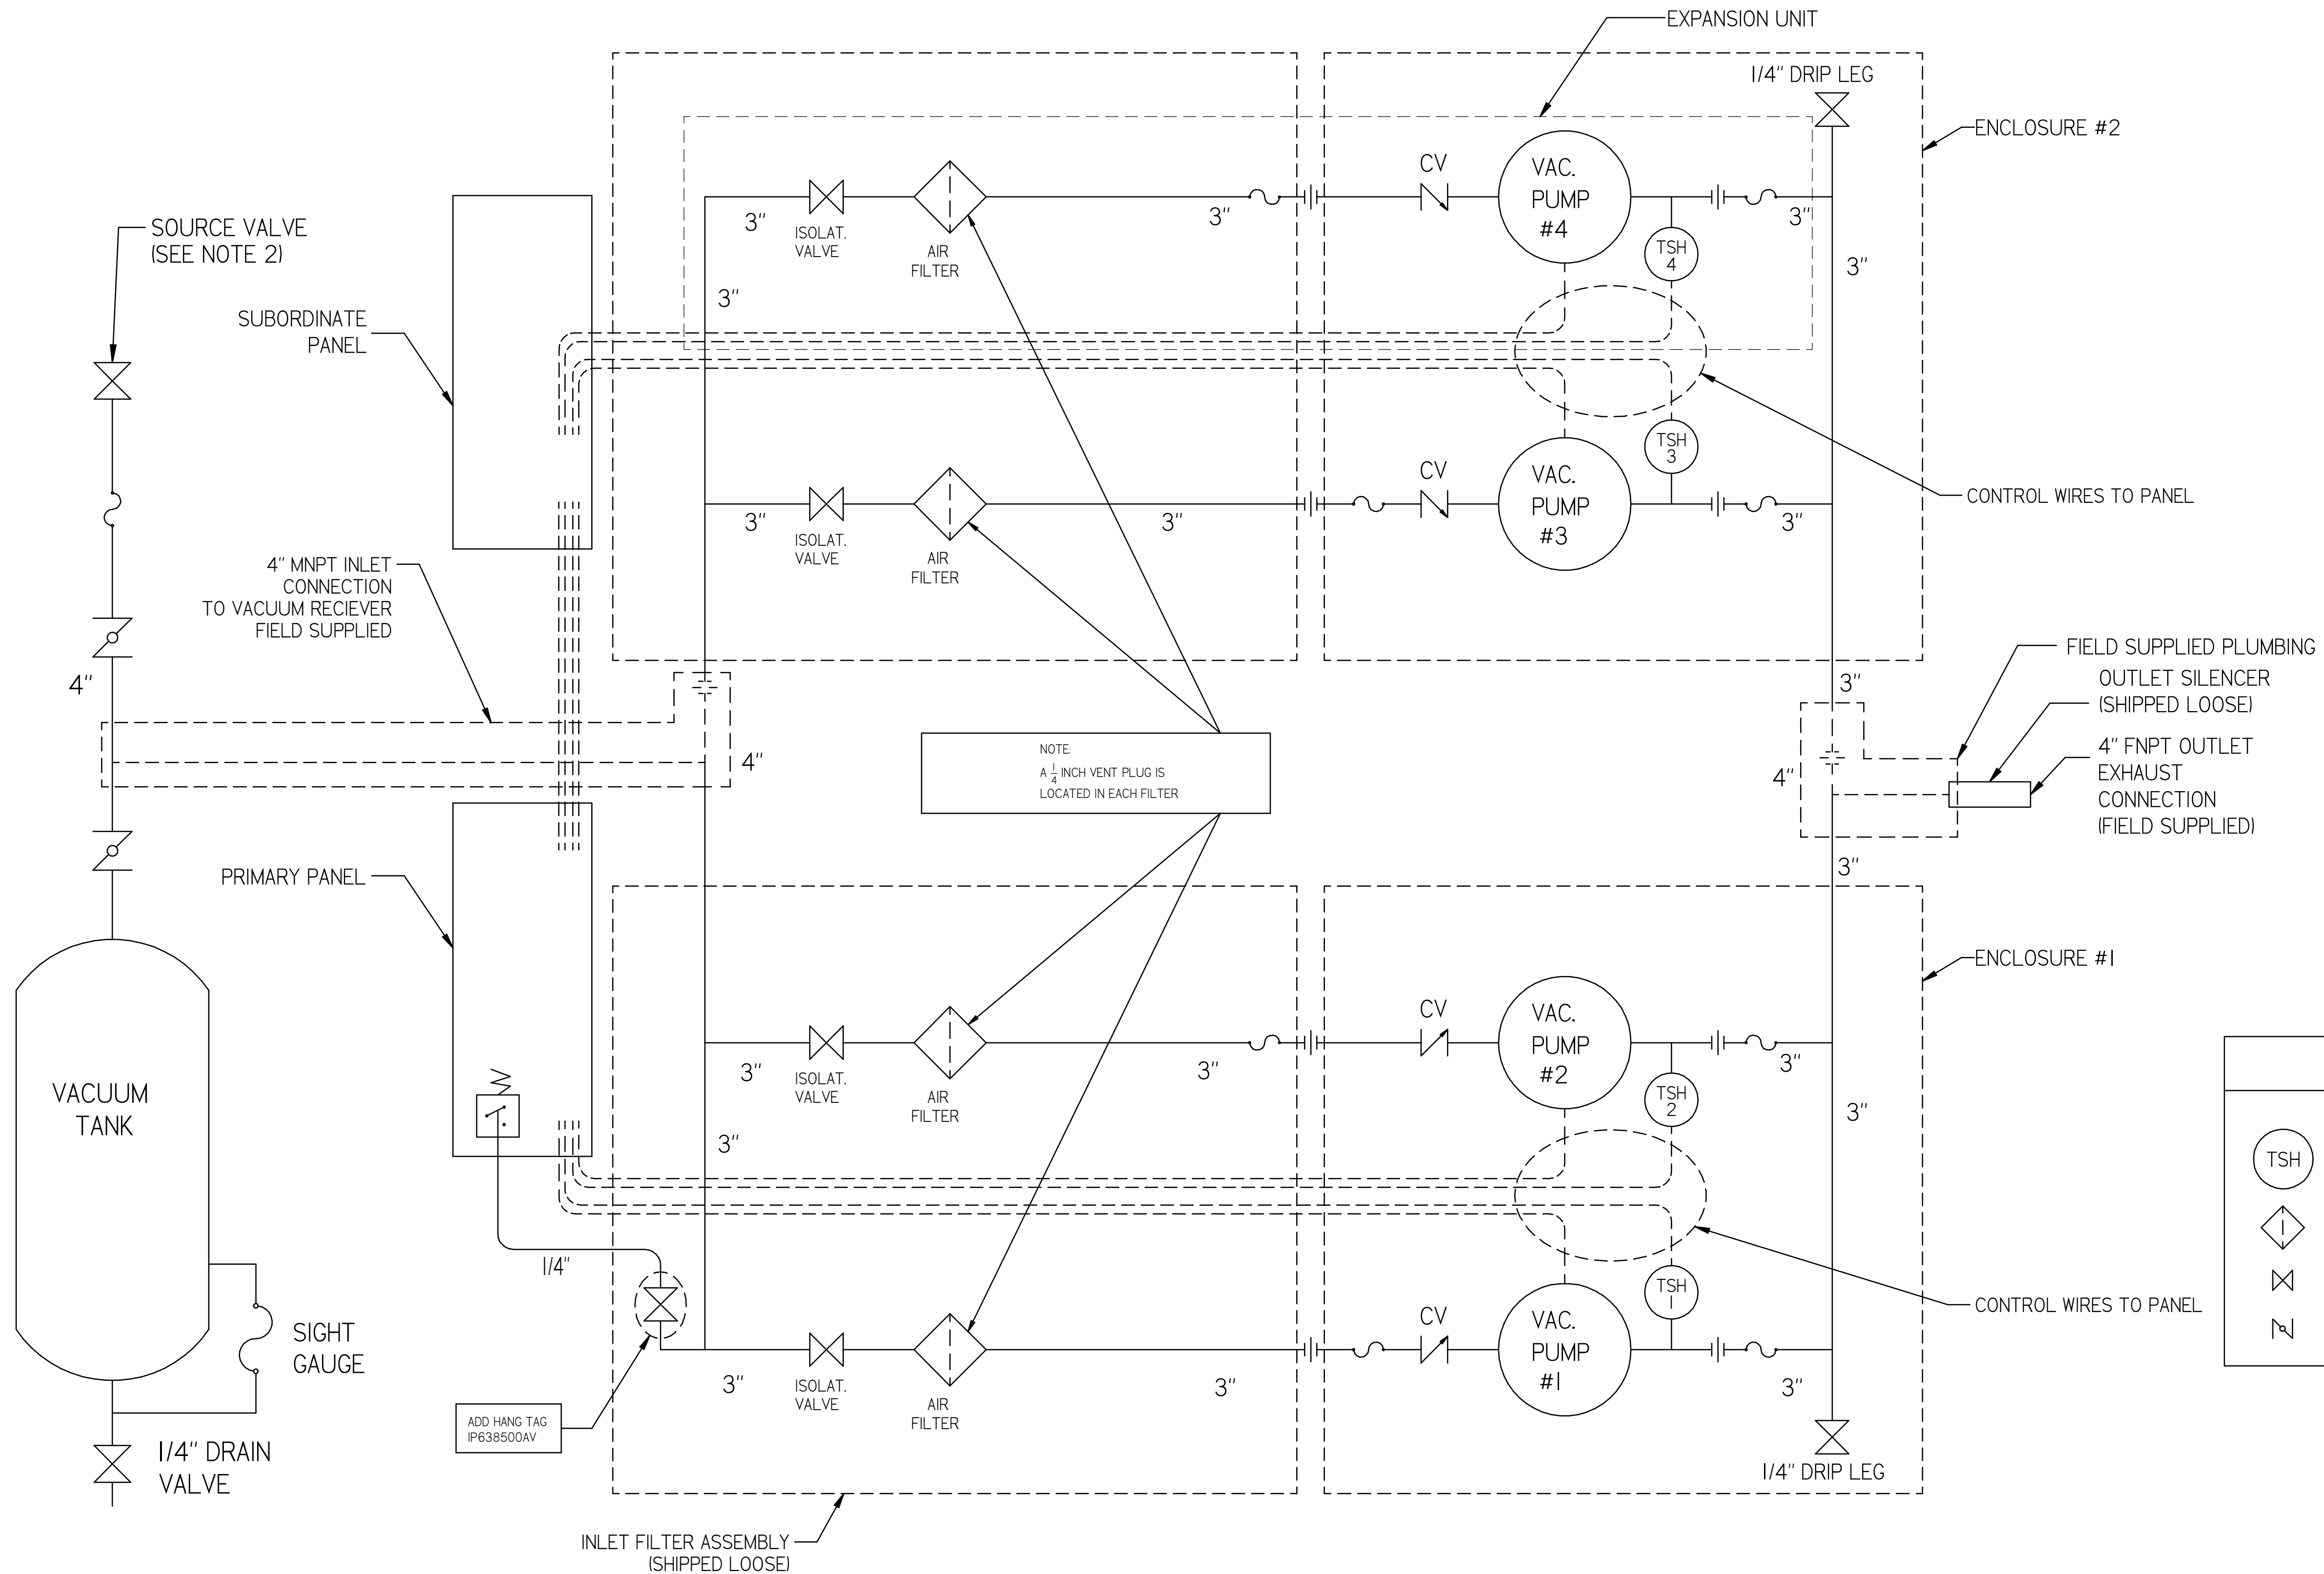 EXPANSION UNIT
1/4" DRIP LEG
ENCLOSURE #2
SOURCE VALVE
(SEE NOTE 2)
SUBORDINATE
PANEL
3"
ISOLAT.
VALVE
AIR
FILTER
3"
CV
VAC.
PUMP
#4
TSH
4
3"
3"
3"
3"
ISOLAT.
VALVE
AIR
FILTER
3"
CV
VAC.
PUMP
#3
TSH
3
3"
CONTROL WIRES TO PANEL
4" MNPT INLET
CONNECTION
TO VACUUM RECIEVER
FIELD SUPPLIED
4"
4"
NOTE:
A 1/4 INCH VENT PLUG IS
LOCATED IN EACH FILTER
3"
FIELD SUPPLIED PLUMBING
OUTLET SILENCER
(SHIPPED LOOSE)
4" FNPT OUTLET
EXHAUST
CONNECTION
(FIELD SUPPLIED)
4"
3"
PRIMARY PANEL
ENCLOSURE #1
VACUUM
TANK
3"
ISOLAT.
VALVE
AIR
FILTER
3"
CV
VAC.
PUMP
#2
TSH
2
3"
3"
3"
TSH
1/4"
CONTROL WIRES TO PANEL
SIGHT
GAUGE
3"
ISOLAT.
VALVE
AIR
FILTER
3"
CV
VAC.
PUMP
#1
TSH
1
3"
ADD HANG TAG
IP638500AV
1/4" DRAIN
VALVE
1/4" DRIP LEG
INLET FILTER ASSEMBLY
(SHIPPED LOOSE)